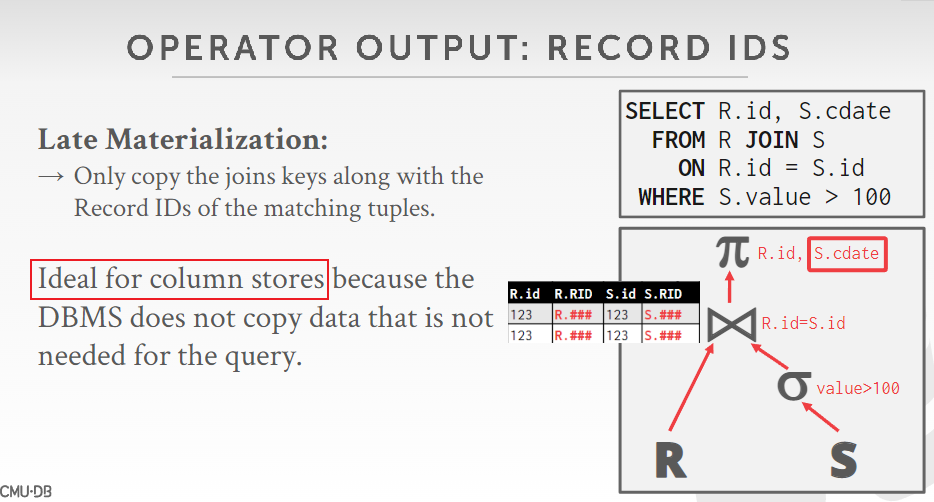 OPERATOR OUTPUT: RECORD IDS
Late Materialization:
→ Only copy the joins keys along with the
Record IDs of the matching tuples.
Ideal for column stores because the
DBMS does not copy data that is not
needed for the query.
SELECT R.id, S.cdate
FROM R JOIN S
ON R.id = S.id
WHERE S.value > 100
π R.id, S.cdate
R.id R.RID S.id S.RID
123 R.### 123 S.###
123 R.### 123 S.###
⋈ R.id=S.id
σ value>100
R S
CMU·DB